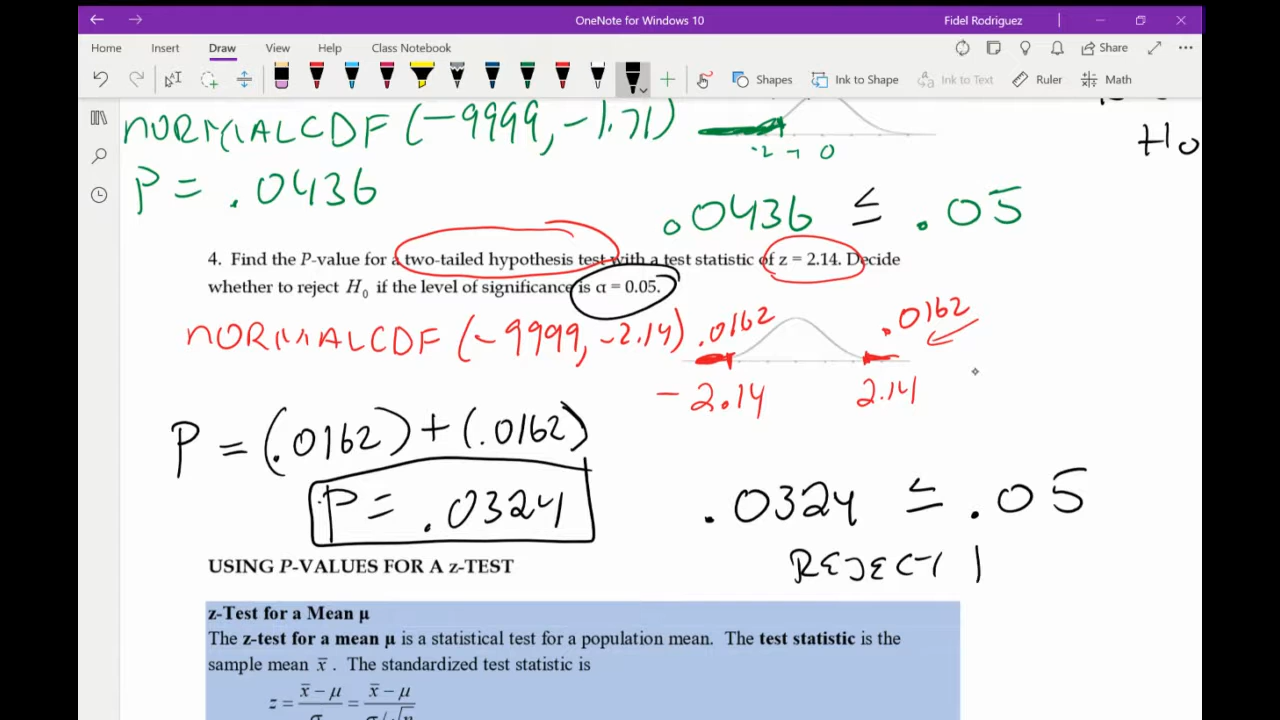 OneNote for Windows 10
Fidel Rodriguez
Home Insert Draw View Help Class Notebook Share
Shapes Ink to Shape Ink to Text Ruler Math
NORMALCDF (-9999, -1.71)
-2 -1 0
H0
P = .0436
.0436 ≤ .05
4. Find the P-value for a two-tailed hypothesis test with a test statistic of z = 2.14. Decide
whether to reject H₀ if the level of significance is α = 0.05.
NORMALCDF (-9999, -2.14) .0162 .0162
-2.14 2.14
P = (.0162) + (.0162)
P = .0324
.0324 ≤ .05
REJECT
USING P-VALUES FOR A z-TEST
z-Test for a Mean μ
The z-test for a mean μ is a statistical test for a population mean. The test statistic is the
sample mean x̄ . The standardized test statistic is
z = x̄ − μ / σ = x̄ − μ / σ/√n